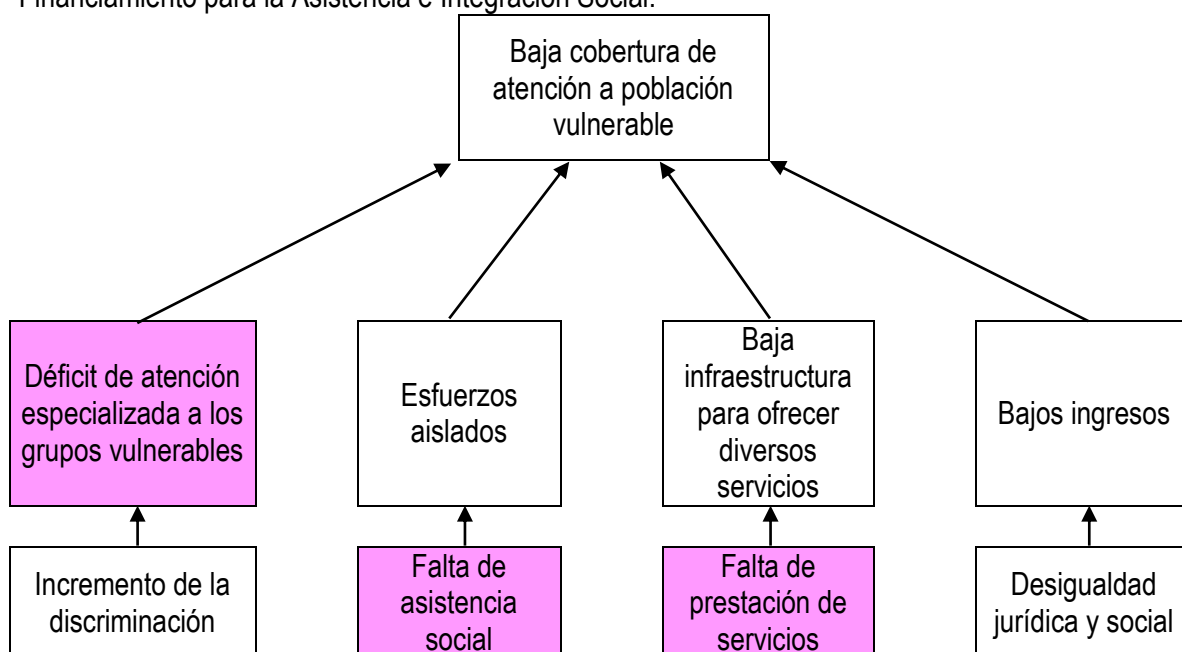 Financiamiento para la Asistencia e Integración Social.
Baja cobertura de
atención a población
vulnerable
Déficit de atención
especializada a los
grupos vulnerables
Esfuerzos
aislados
Baja
infraestructura
para ofrecer
diversos
servicios
Bajos ingresos
Incremento de la
discriminación
Falta de
asistencia
social
Falta de
prestación de
servicios
Desigualdad
jurídica y social